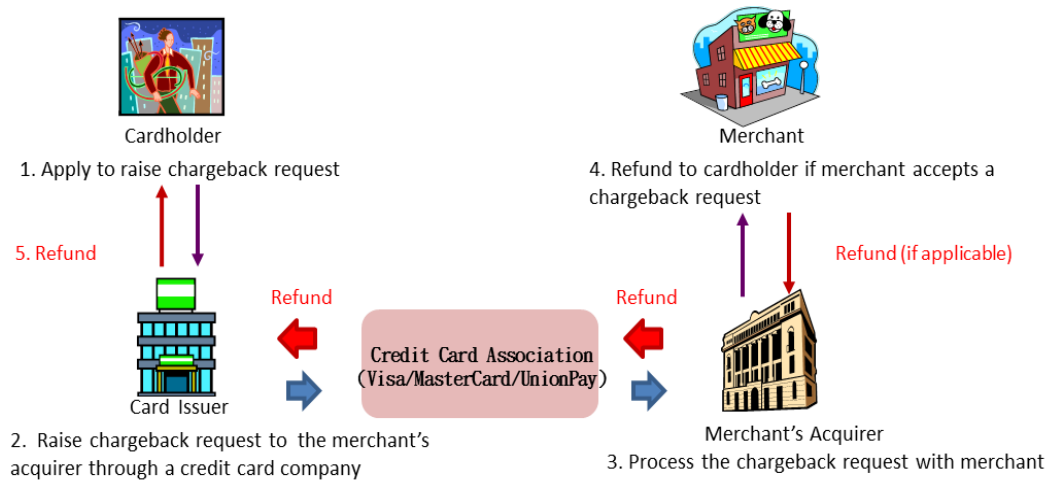 Cardholder
Merchant
1. Apply to raise chargeback request
4. Refund to cardholder if merchant accepts a
chargeback request
5. Refund
Refund (if applicable)
Refund
Refund
Credit Card Association
(Visa/MasterCard/UnionPay)
Card Issuer
Merchant’s Acquirer
2. Raise chargeback request to the merchant’s
acquirer through a credit card company
3. Process the chargeback request with merchant